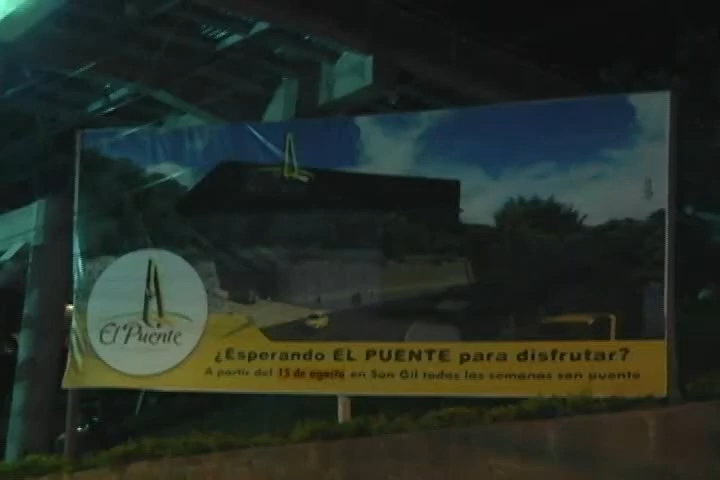 El Puente
¿Esperando EL PUENTE para disfrutar?
A partir del 15 de agosto en San Gil todas las semanas son puente